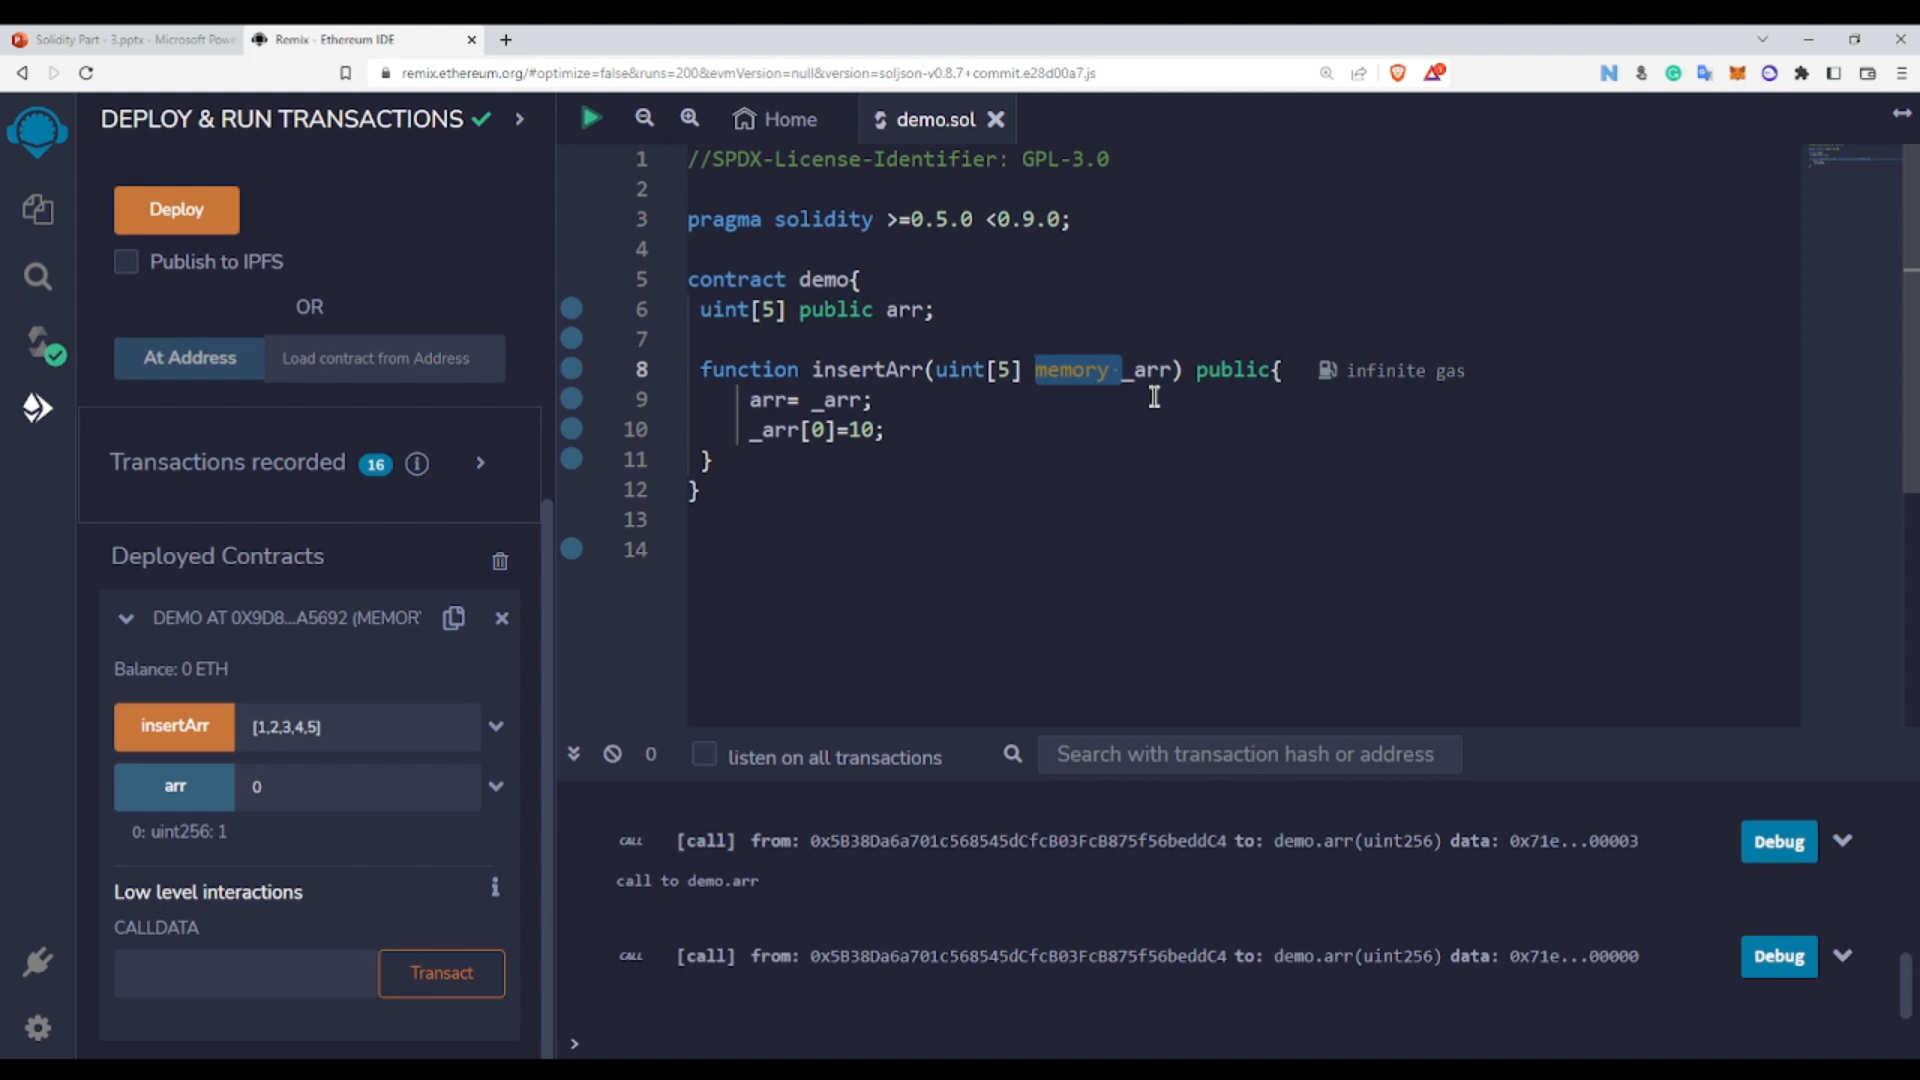 Solidity Part - 3.pptx - Microsoft Powe
Remix - Ethereum IDE
remix.ethereum.org/#optimize=false&runs=200&evmVersion=null&version=soljson-v0.8.7+commit.e28d00a7.js
DEPLOY & RUN TRANSACTIONS
Deploy
Publish to IPFS
OR
At Address
Load contract from Address
Transactions recorded 16 i
Deployed Contracts
DEMO AT 0X9D8...A5692 (MEMOR
Balance: 0 ETH
insertArr [1,2,3,4,5]
arr 0
0: uint256: 1
Low level interactions i
CALLDATA
Transact
Home
demo.sol
1 //SPDX-License-Identifier: GPL-3.0
2
3 pragma solidity >=0.5.0 <0.9.0;
4
5 contract demo{
6 uint[5] public arr;
7
8 function insertArr(uint[5] memory _arr) public{ infinite gas
9 arr= _arr;
10 _arr[0]=10;
11 }
12 }
13
14
0 listen on all transactions
Search with transaction hash or address
CALL [call] from: 0x5B38Da6a701c568545dCfcB03FcB875f56beddC4 to: demo.arr(uint256) data: 0x71e...00003 Debug
call to demo.arr
CALL [call] from: 0x5B38Da6a701c568545dCfcB03FcB875f56beddC4 to: demo.arr(uint256) data: 0x71e...00000 Debug
>